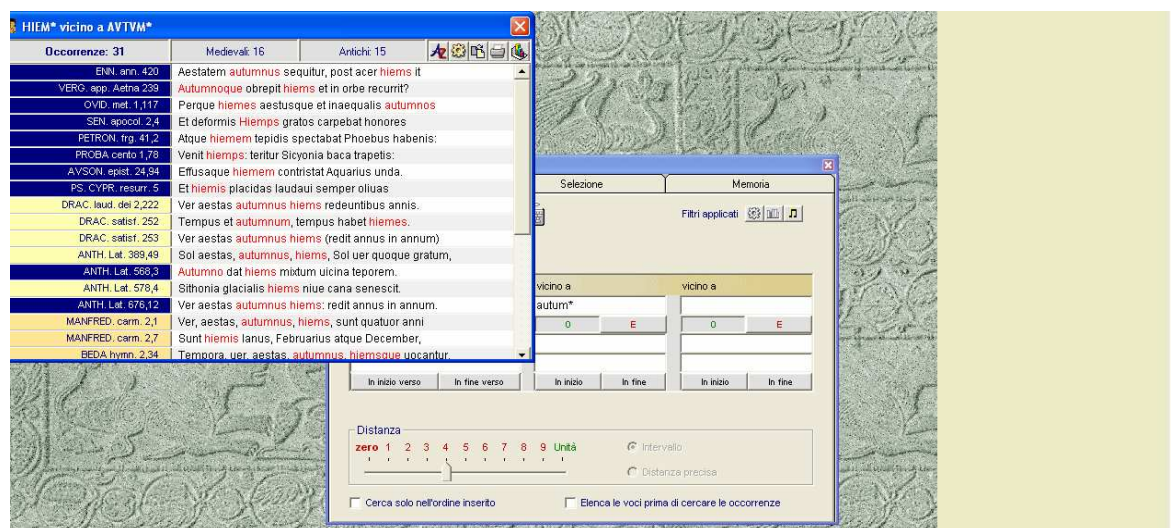 HIEM* vicino a AVTVM*
Occorrenze: 31 Medievali: 16 Antichi: 15
ENN. ann. 420 Aestatem autumnus sequitur, post acer hiems it
VERG. app. Aetna 239 Autumnoque obrepit hiems et in orbe recurrit?
OVID. met. 1,117 Perque hiemes aestusque et inaequalis autumnos
SEN. apocol. 2,4 Et deformis Hiemps gratos carpebat honores
PETRON. frg. 41,2 Atque hiemem tepidis spectabat Phoebus habenis:
PROBA cento 1,78 Venit hiemps: teritur Sicyonia baca trapetis:
AVSON. epist. 24,94 Effusaque hiemem contristat Aquarius unda.
PS. CYPR. resurr. 5 Et hiemis placidas laudaui semper oliuas
DRAC. laud. dei 2,222 Ver aestas autumnus hiems redeuntibus annis.
DRAC. satisf. 252 Tempus et autumnum, tempus habet hiemes.
DRAC. satisf. 253 Ver aestas autumnus hiems (redit annus in annum)
ANTH. Lat. 389,49 Sol aestas, autumnus, hiems, Sol uer quoque gratum,
ANTH. Lat. 568,3 Autumno dat hiems mixtum uicina teporem.
ANTH. Lat. 578,4 Sithonia glacialis hiems niue cana senescit.
ANTH. Lat. 676,12 Ver aestas autumnus hiems: redit annus in annum.
MANFRED. carm. 2,1 Ver, aestas, autumnus, hiems, sunt quatuor anni
MANFRED. carm. 2,7 Sunt hiemis Ianus, Februarius atque December,
BEDA hymn. 2,34 Tempora, uer, aestas, autumnus, hiemsque uocantur.
Selezione Memoria
Filtri applicati
vicino a vicino a
autum*
O E O E
In inizio verso In fine verso In inizio In fine In inizio In fine
Distanza
zero 1 2 3 4 5 6 7 8 9 Unità Intervallo
Distanza precisa
Cerca solo nell'ordine inserito Elenca le voci prima di cercare le occorrenze